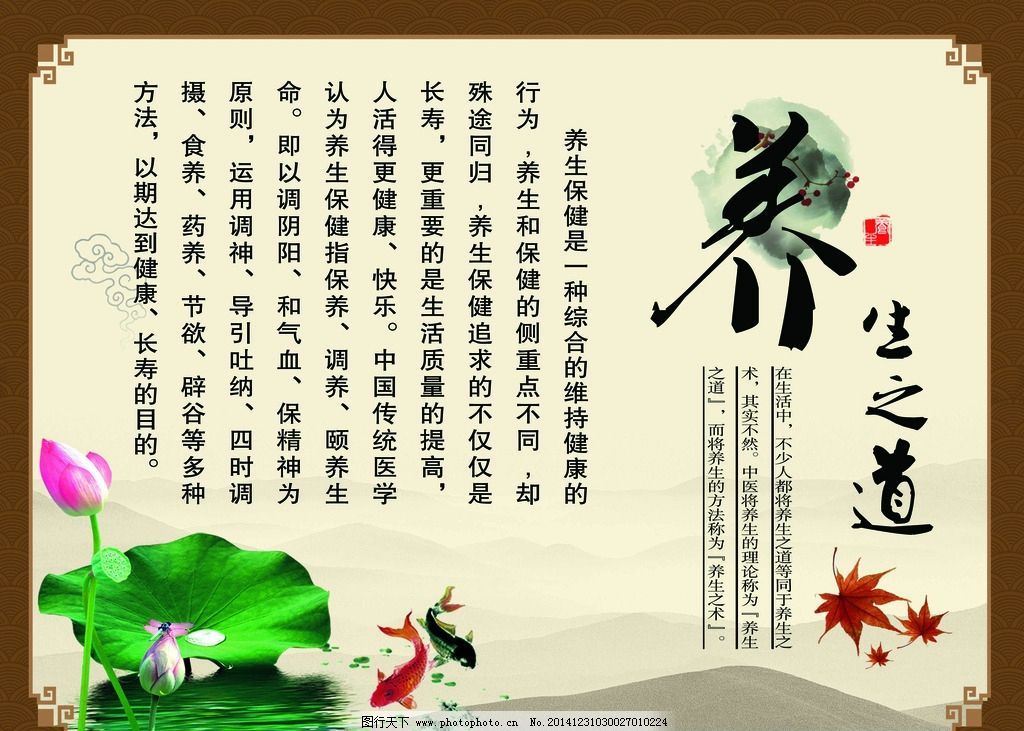 养
生之道
在生活中，不少人都将养生之道等同于养生之
术，其实不然。中医将养生的理论称为『养生
之道』，而将养生的方法称为『养生之术』。
养生保健是一种综合的维持健康的
行为,养生和保健的侧重点不同,却
殊途同归,养生保健追求的不仅仅是
长寿，更重要的是生活质量的提高，
人活得更健康、快乐。中国传统医学
认为养生保健指保养、调养、颐养生
命。即以调阴阳、和气血、保精神为
原则，运用调神、导引吐纳、四时调
摄、食养、药养、节欲、辟谷等多种
方法，以期达到健康、长寿的目的。
图行天下 www.photophoto.cn No.20141231030027010224